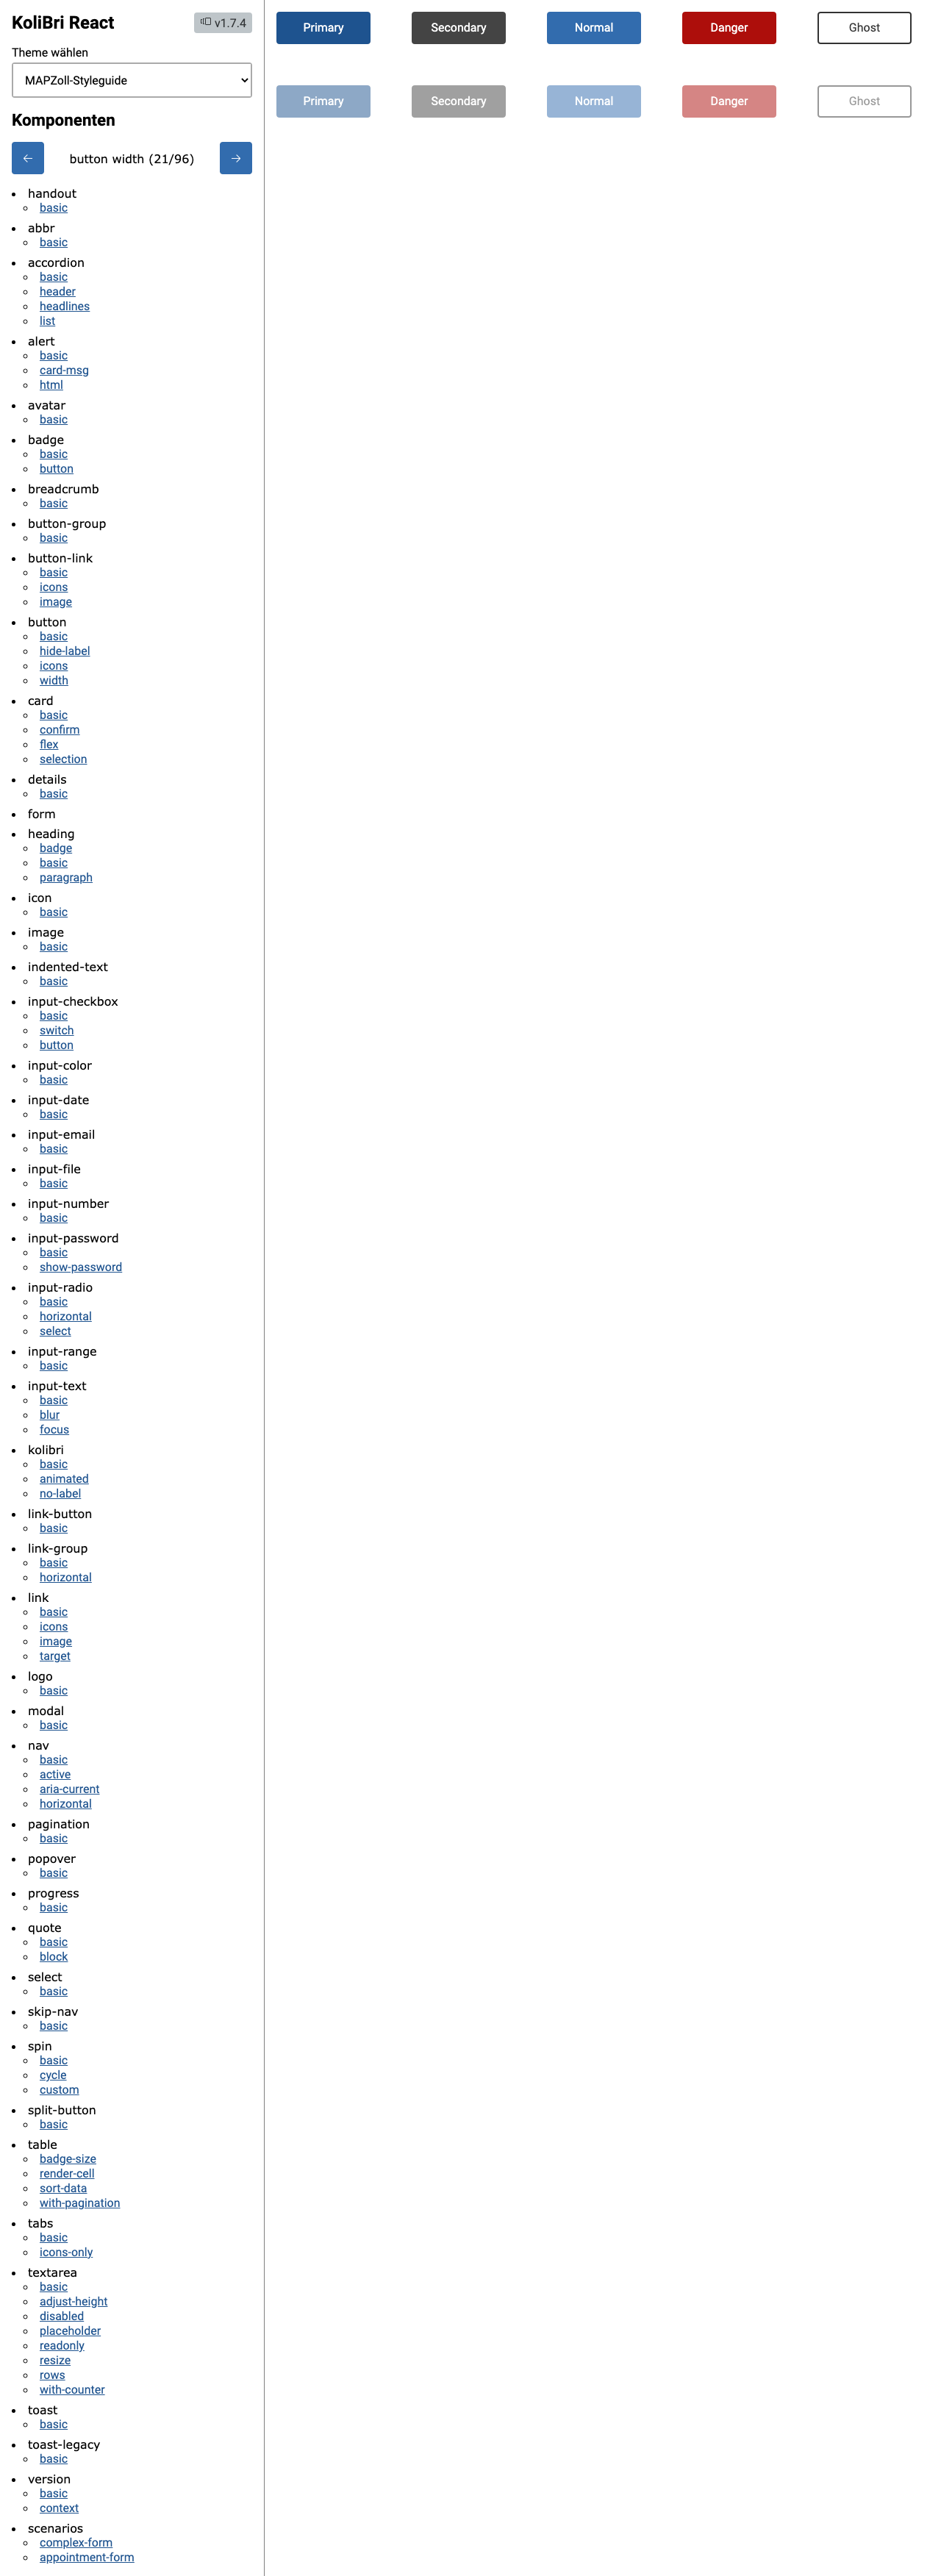 KoliBri React
v1.7.4
Theme wählen
MAPZoll-Styleguide
Komponenten
← button width (21/96) →
handout
basic
abbr
basic
accordion
basic
header
headlines
list
alert
basic
card-msg
html
avatar
basic
badge
basic
button
breadcrumb
basic
button-group
basic
button-link
basic
icons
image
button
basic
hide-label
icons
width
card
basic
confirm
flex
selection
details
basic
form
heading
badge
basic
paragraph
icon
basic
image
basic
indented-text
basic
input-checkbox
basic
switch
button
input-color
basic
input-date
basic
input-email
basic
input-file
basic
input-number
basic
input-password
basic
show-password
input-radio
basic
horizontal
select
input-range
basic
input-text
basic
blur
focus
kolibri
basic
animated
no-label
link-button
basic
link-group
basic
horizontal
link
basic
icons
image
target
logo
basic
modal
basic
nav
basic
active
aria-current
horizontal
pagination
basic
popover
basic
progress
basic
quote
basic
block
select
basic
skip-nav
basic
spin
basic
cycle
custom
split-button
basic
table
badge-size
render-cell
sort-data
with-pagination
tabs
basic
icons-only
textarea
basic
adjust-height
disabled
placeholder
readonly
resize
rows
with-counter
toast
basic
toast-legacy
basic
version
basic
context
scenarios
complex-form
appointment-form
Primary Secondary Normal Danger Ghost
Primary Secondary Normal Danger Ghost